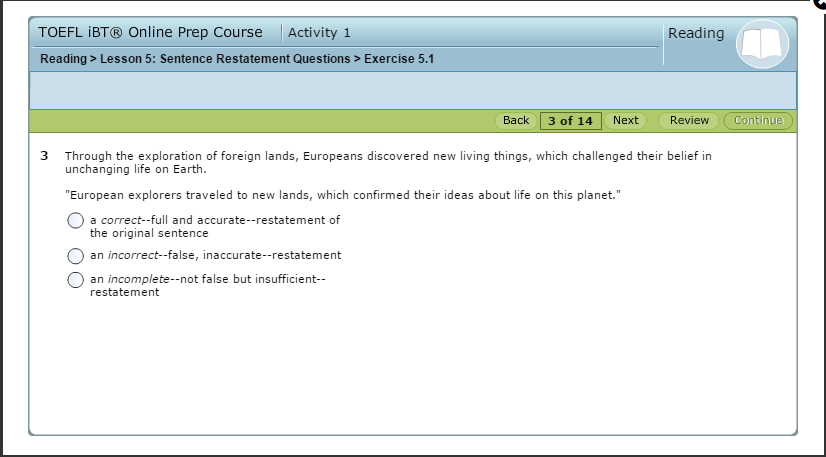 TOEFL iBT® Online Prep Course Activity 1 Reading
Reading > Lesson 5: Sentence Restatement Questions > Exercise 5.1
Back 3 of 14 Next Review Continue
3 Through the exploration of foreign lands, Europeans discovered new living things, which challenged their belief in
unchanging life on Earth.
"European explorers traveled to new lands, which confirmed their ideas about life on this planet."
a correct--full and accurate--restatement of
the original sentence
an incorrect--false, inaccurate--restatement
an incomplete--not false but insufficient--
restatement